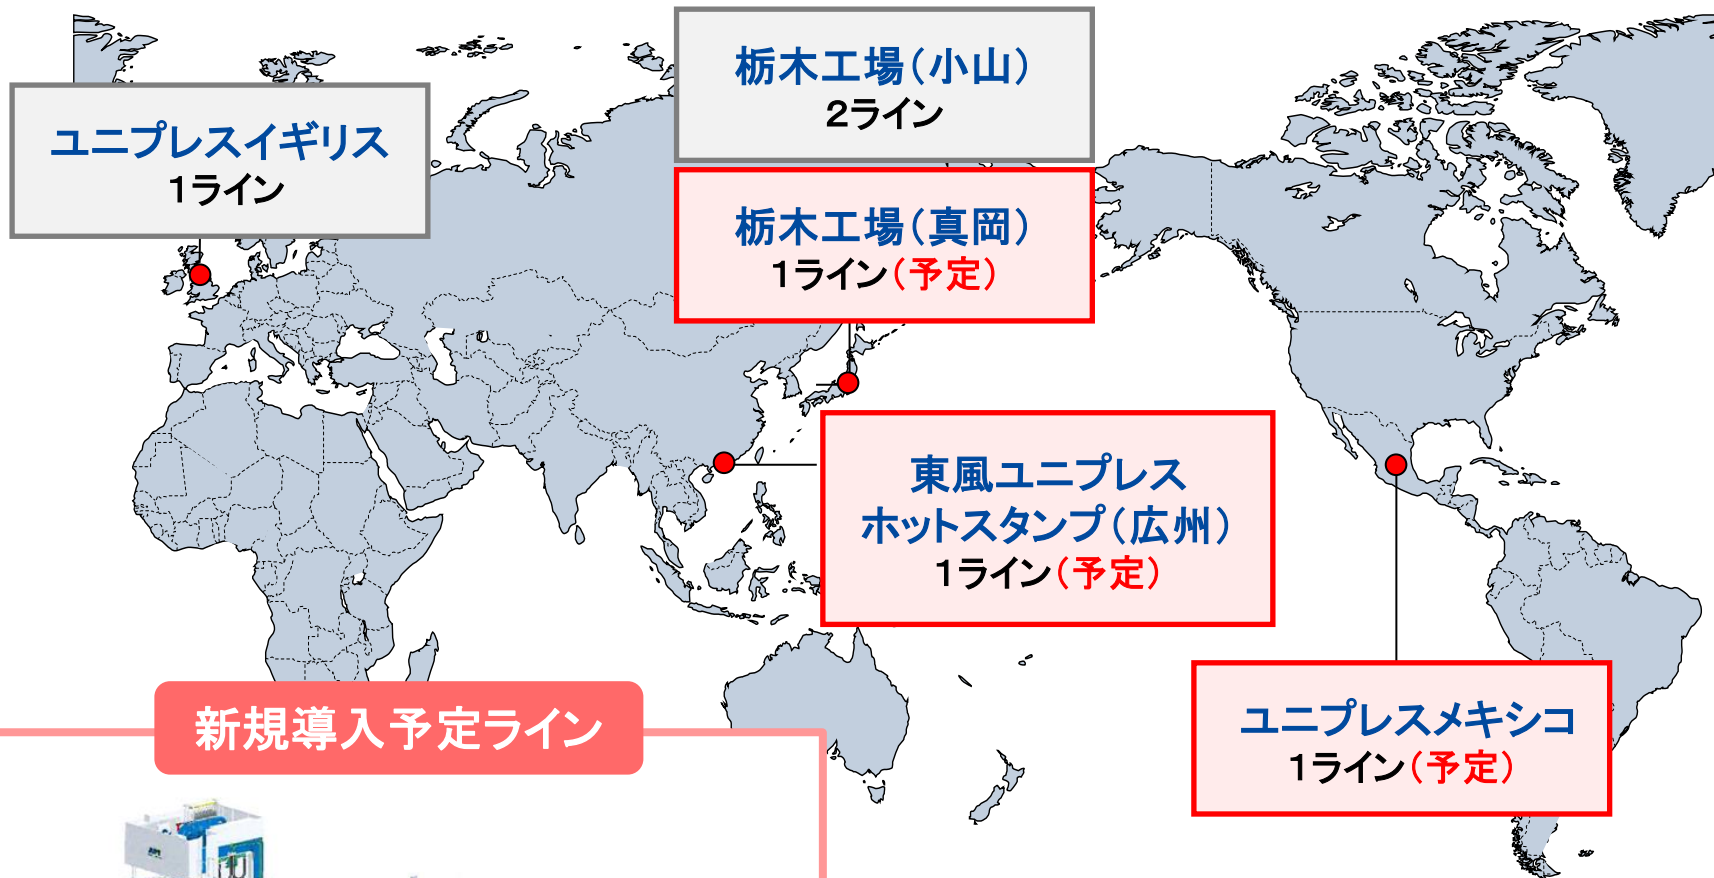 栃木工場(小山)
2ライン
ユニプレスイギリス
1ライン
栃木工場(真岡)
1ライン(予定)
東風ユニプレス
ホットスタンプ(広州)
1ライン(予定)
ユニプレスメキシコ
1ライン(予定)
新規導入予定ライン